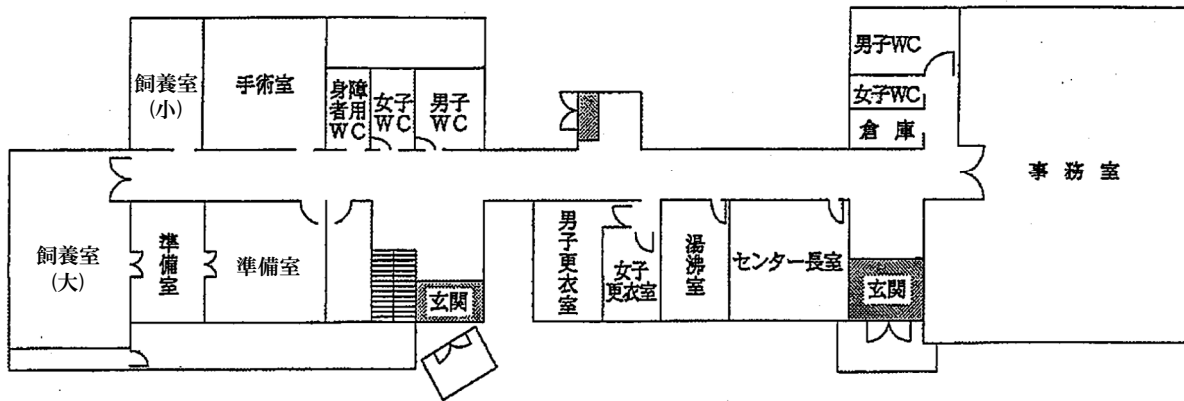 飼養室
(小)
手術室
身障
者用
WC
女子
WC
男子
WC
男子WC
女子WC
倉庫
事務室
飼養室
(大)
準備室
準備室
玄関
男子更衣室
女子
更衣室
湯沸室
センター長室
玄関